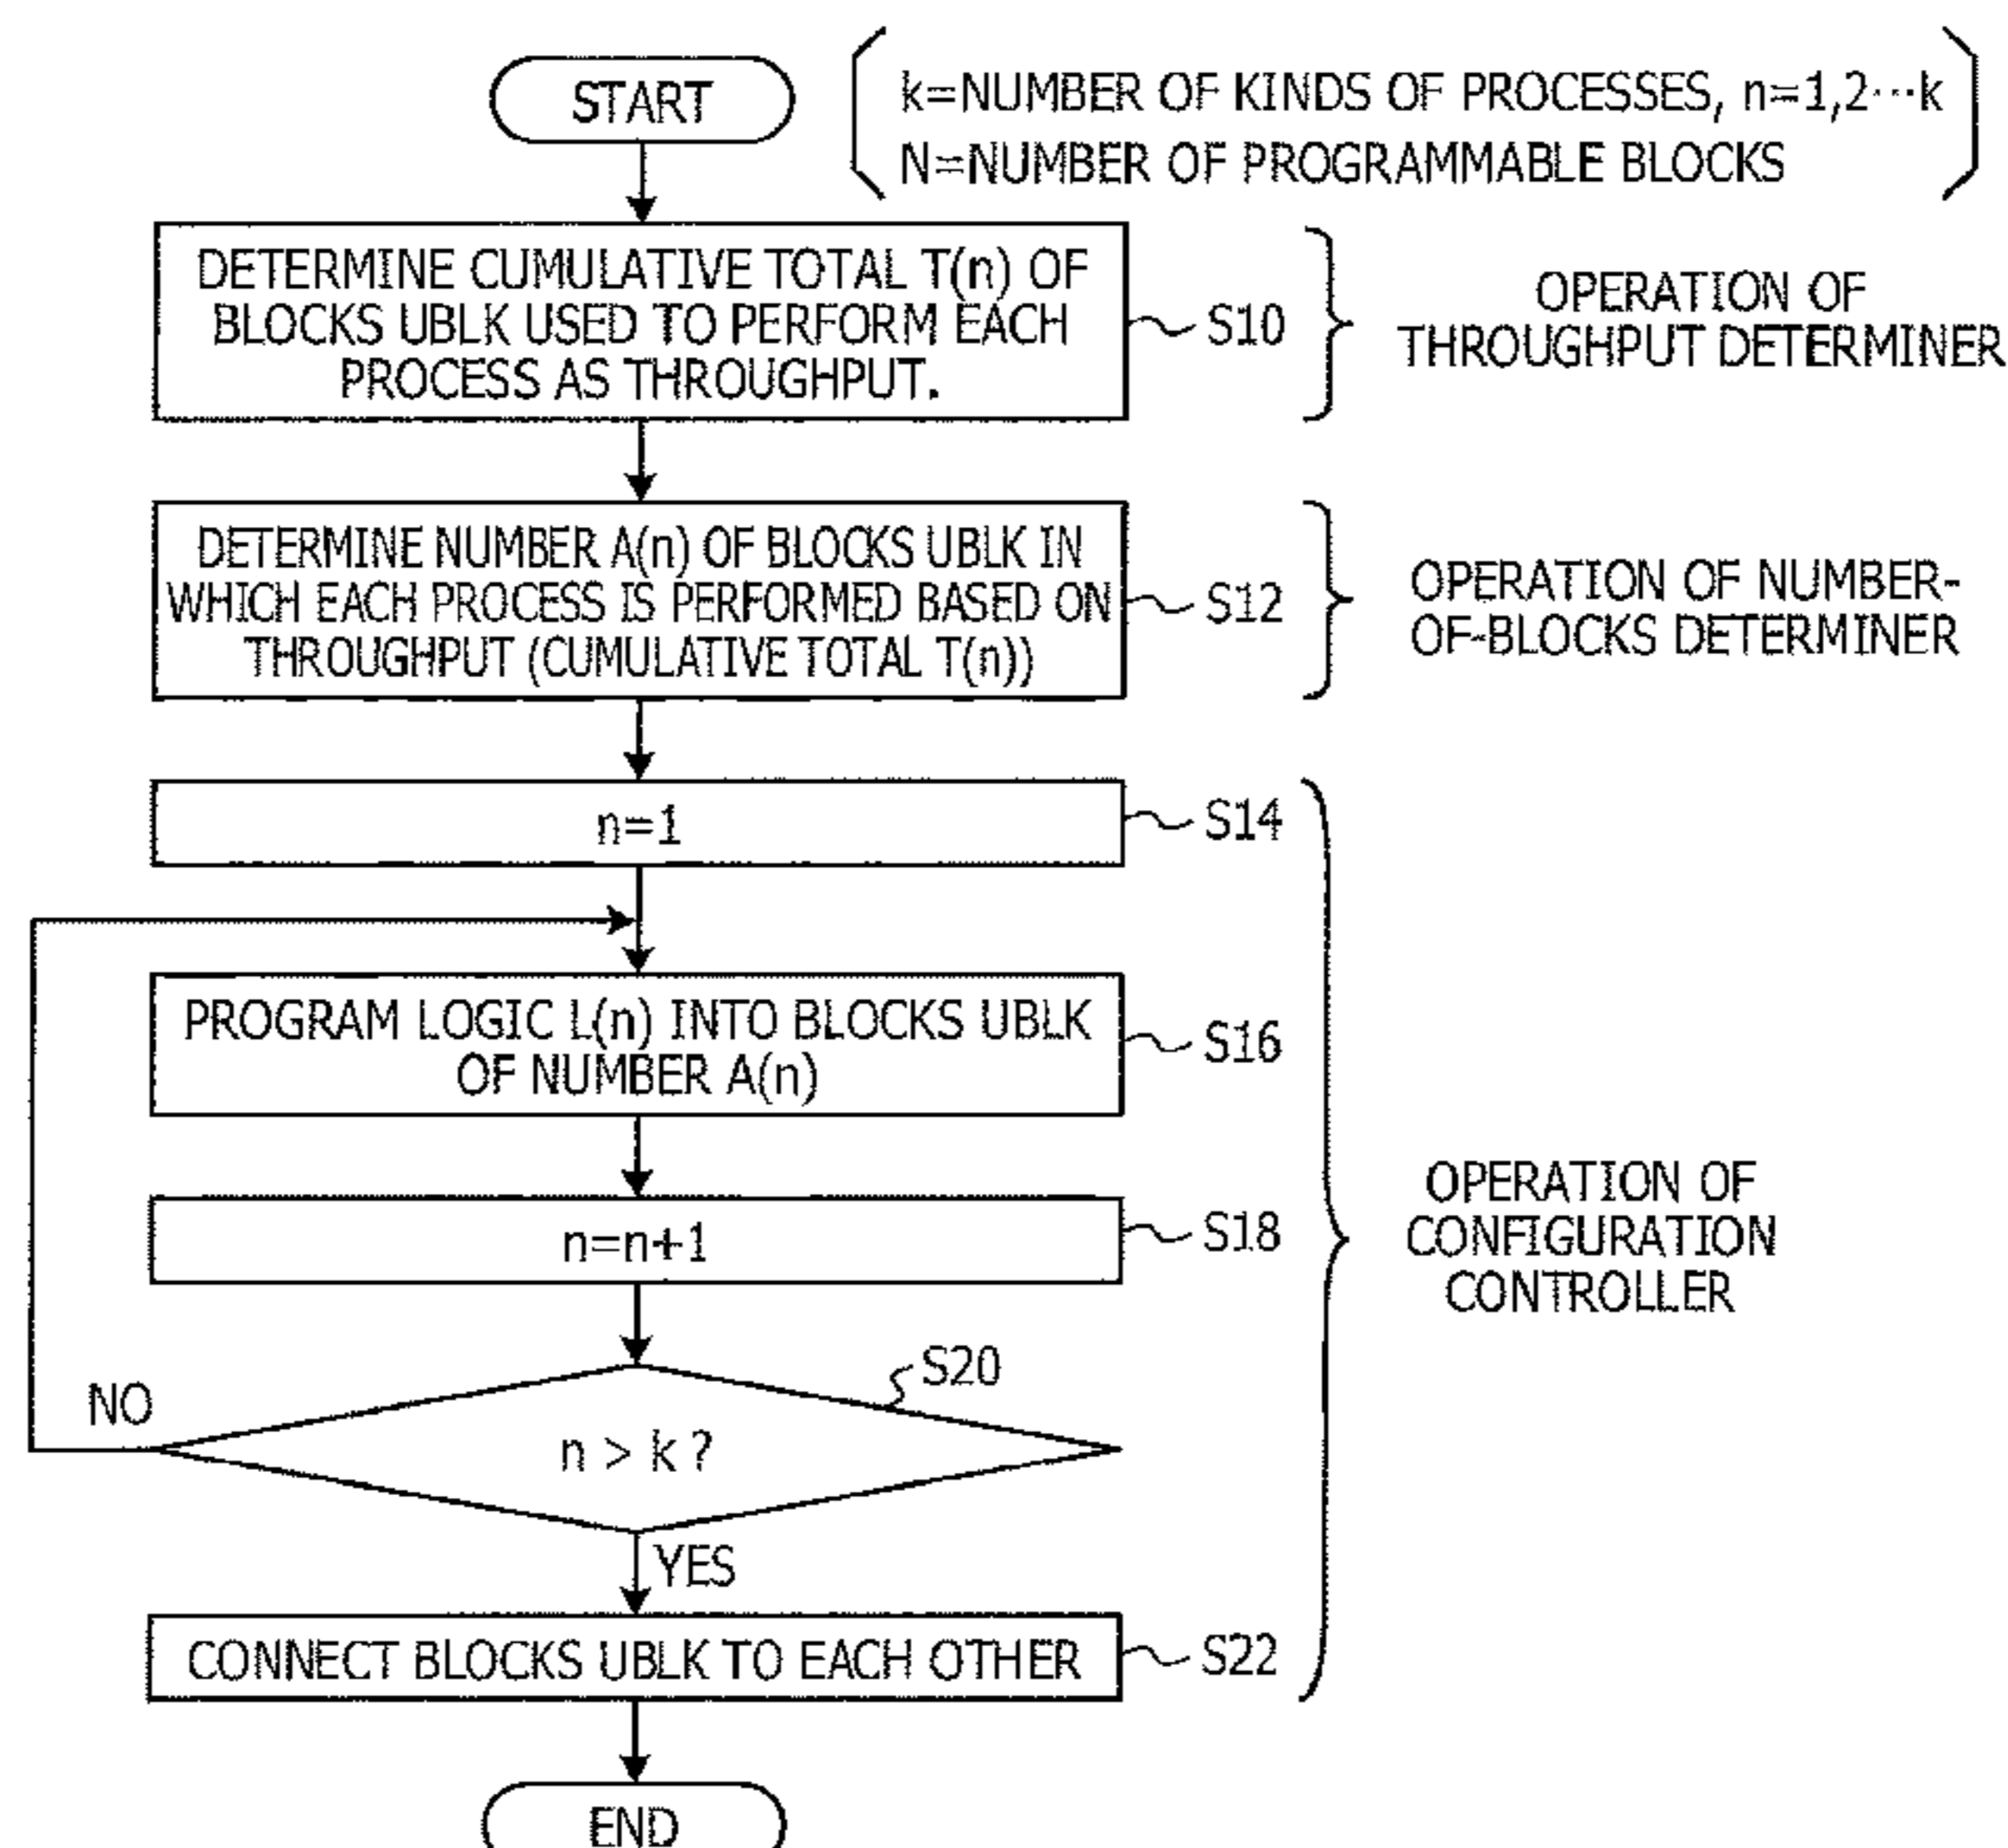 START
k=NUMBER OF KINDS OF PROCESSES, n=1,2···k
N=NUMBER OF PROGRAMMABLE BLOCKS
DETERMINE CUMULATIVE TOTAL T(n) OF
BLOCKS UBLK USED TO PERFORM EACH
PROCESS AS THROUGHPUT.
S10
OPERATION OF
THROUGHPUT DETERMINER
DETERMINE NUMBER A(n) OF BLOCKS UBLK IN
WHICH EACH PROCESS IS PERFORMED BASED ON
THROUGHPUT (CUMULATIVE TOTAL T(n))
S12
OPERATION OF NUMBER-
OF-BLOCKS DETERMINER
n=1
S14
PROGRAM LOGIC L(n) INTO BLOCKS UBLK
OF NUMBER A(n)
S16
n=n+1
S18
OPERATION OF
CONFIGURATION
CONTROLLER
S20
NO
n > k ?
YES
CONNECT BLOCKS UBLK TO EACH OTHER
S22
END